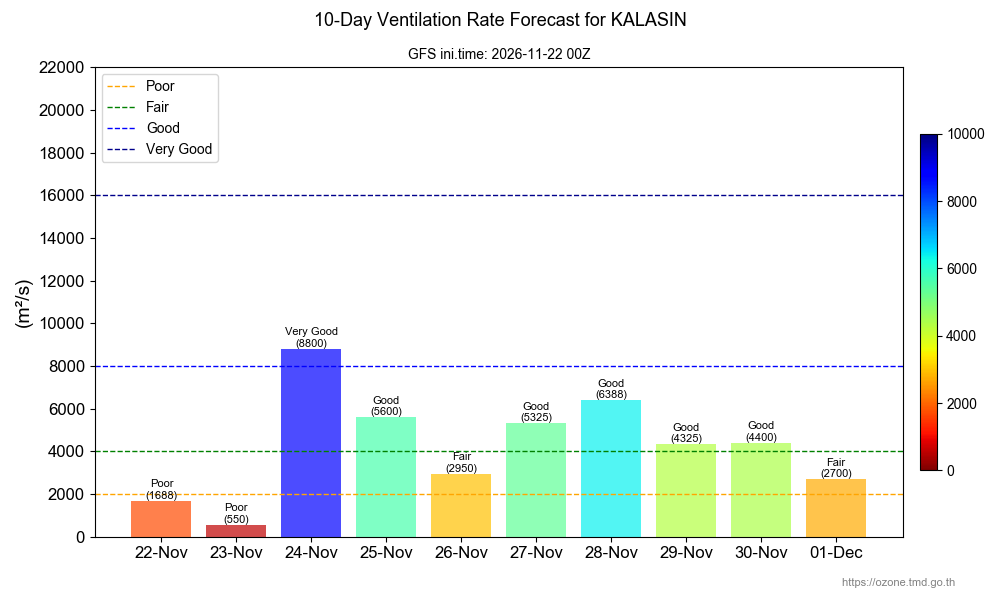 10-Day Ventilation Rate Forecast for KALASIN
GFS ini.time: 2026-11-22 00Z
22000
20000
18000
16000
14000
12000
10000
8000
6000
4000
2000
0
(m²/s)
Poor
Fair
Good
Very Good
Poor
(1688)
Poor
(550)
Very Good
(8800)
Good
(5600)
Fair
(2950)
Good
(5325)
Good
(6388)
Good
(4325)
Good
(4400)
Fair
(2700)
22-Nov
23-Nov
24-Nov
25-Nov
26-Nov
27-Nov
28-Nov
29-Nov
30-Nov
01-Dec
10000
8000
6000
4000
2000
0
https://ozone.tmd.go.th